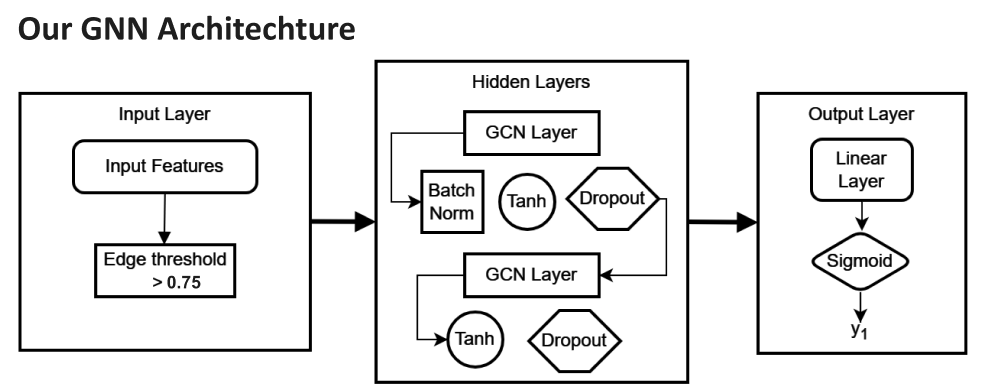 Our GNN Architechture
Input Layer
Input Features
Edge threshold
> 0.75
Hidden Layers
GCN Layer
Batch
Norm
Tanh
Dropout
GCN Layer
Tanh
Dropout
Output Layer
Linear
Layer
Sigmoid
y1